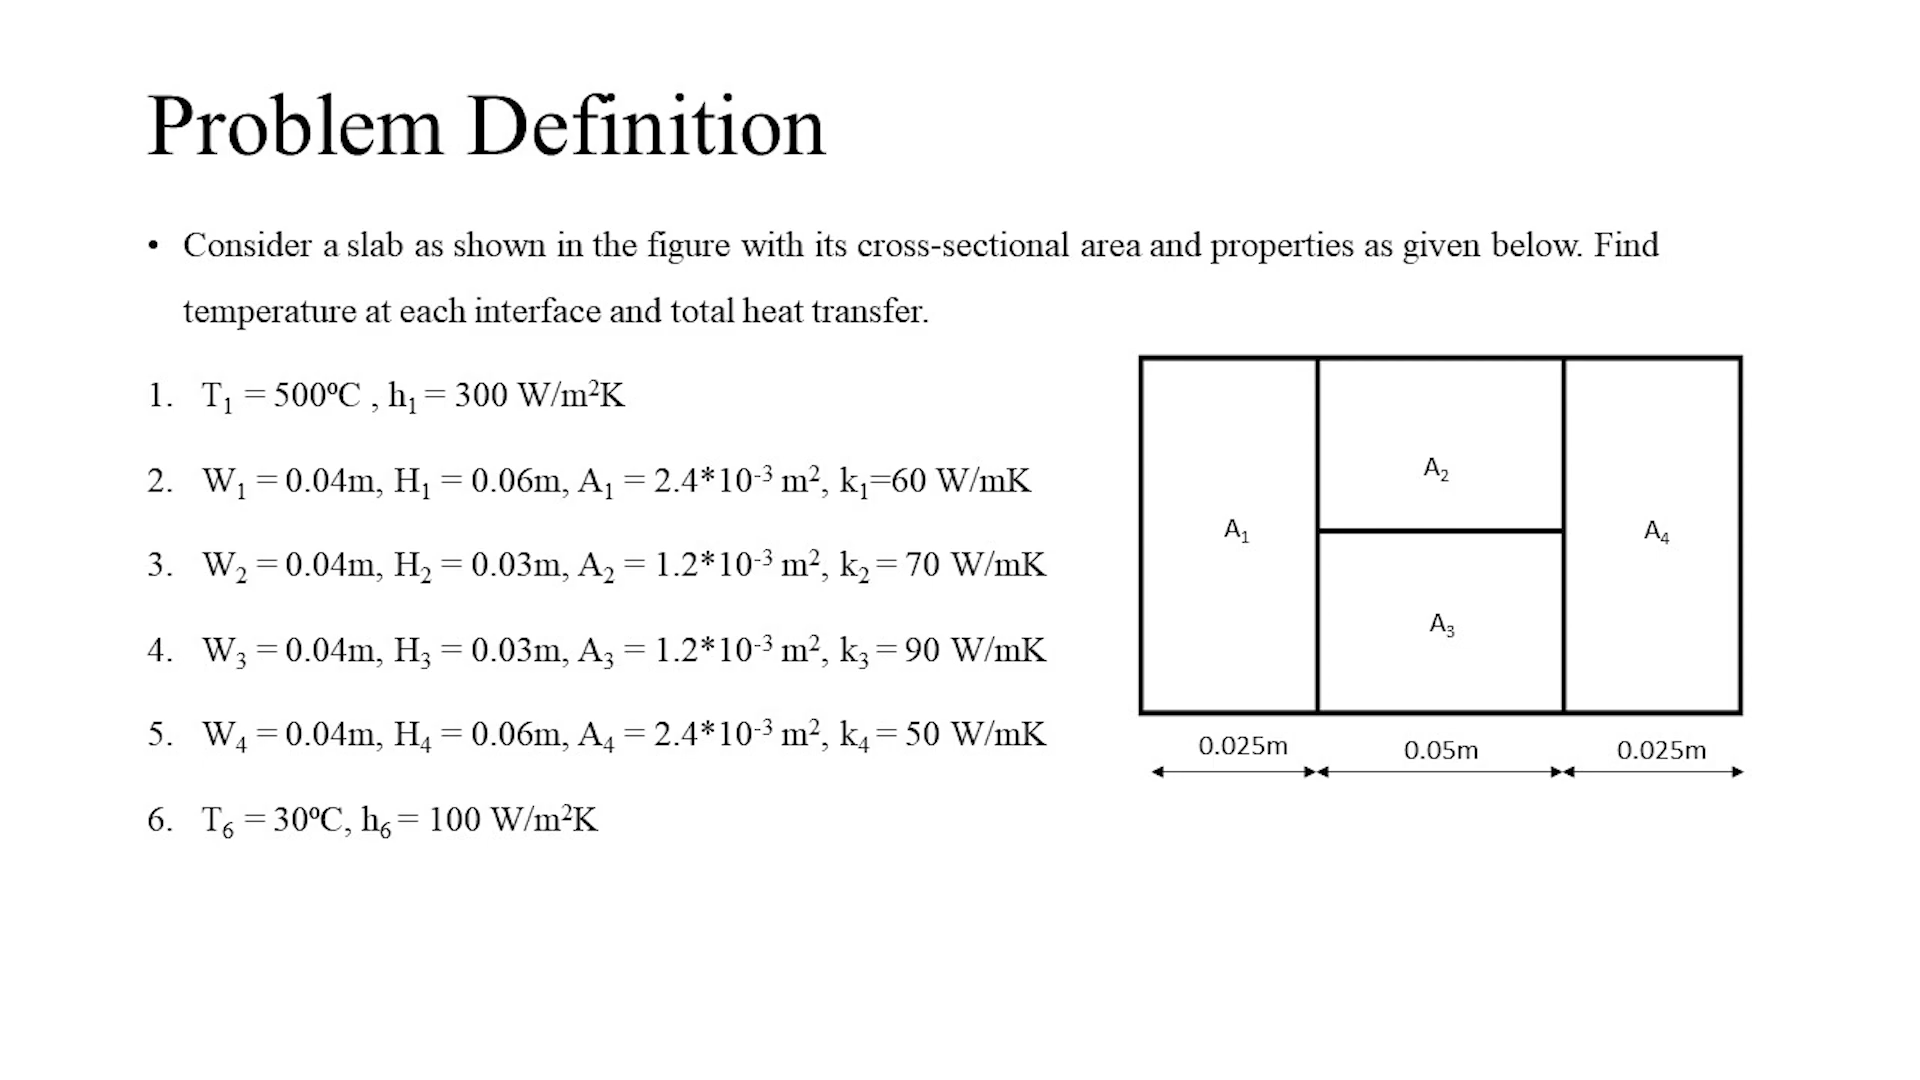 Problem Definition
• Consider a slab as shown in the figure with its cross-sectional area and properties as given below. Find
temperature at each interface and total heat transfer.
1. T₁ = 500⁰C , h₁ = 300 W/m²K
2. W₁ = 0.04m, H₁ = 0.06m, A₁ = 2.4*10⁻³ m², k₁=60 W/mK
3. W₂ = 0.04m, H₂ = 0.03m, A₂ = 1.2*10⁻³ m², k₂ = 70 W/mK
4. W₃ = 0.04m, H₃ = 0.03m, A₃ = 1.2*10⁻³ m², k₃ = 90 W/mK
5. W₄ = 0.04m, H₄ = 0.06m, A₄ = 2.4*10⁻³ m², k₄ = 50 W/mK
6. T₆ = 30⁰C, h₆ = 100 W/m²K
A₂
A₁
A₄
A₃
0.025m
0.05m
0.025m